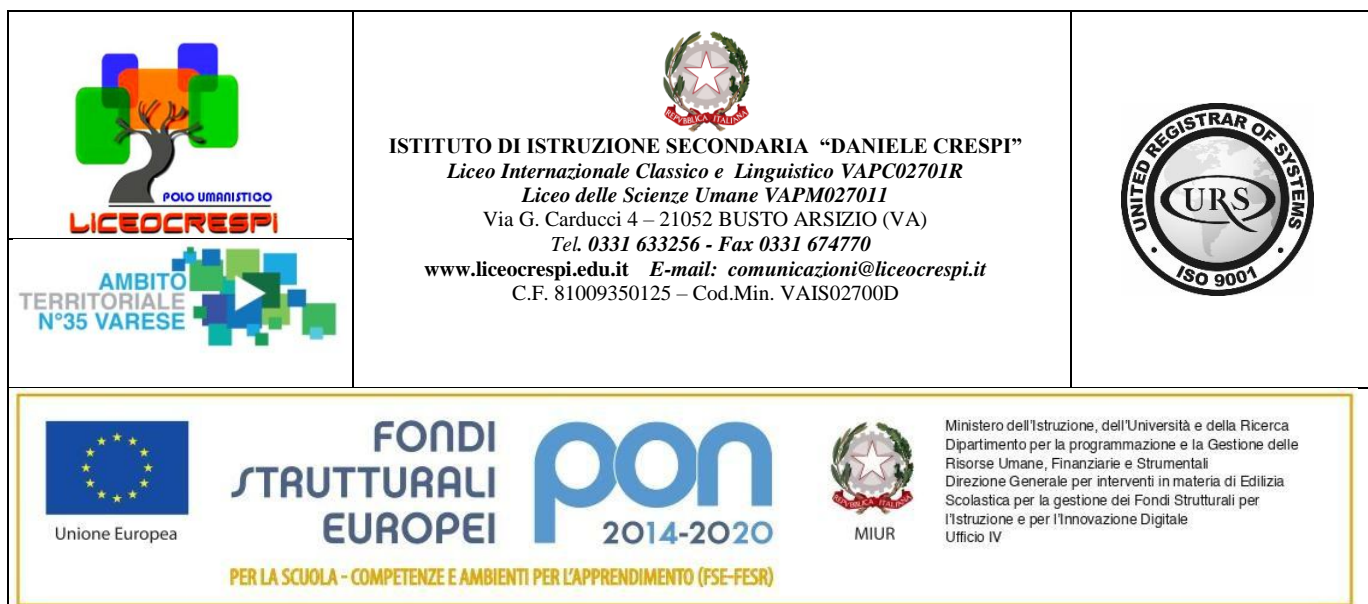 POLO UMANISTICO
LICEOCRESPI
AMBITO
TERRITORIALE
N°35 VARESE
REPVBBLICA ITALIANA
ISTITUTO DI ISTRUZIONE SECONDARIA “DANIELE CRESPI”
Liceo Internazionale Classico e Linguistico VAPC02701R
Liceo delle Scienze Umane VAPM027011
Via G. Carducci 4 – 21052 BUSTO ARSIZIO (VA)
Tel. 0331 633256 - Fax 0331 674770
www.liceocrespi.edu.it E-mail: comunicazioni@liceocrespi.it
C.F. 81009350125 – Cod.Min. VAIS02700D
UNITED REGISTRAR OF SYSTEMS
URS
ISO 9001
Unione Europea
FONDI
STRUTTURALI
EUROPEI
pon
2014-2020
PER LA SCUOLA - COMPETENZE E AMBIENTI PER L'APPRENDIMENTO (FSE-FESR)
REPVBBLICA ITALIANA
MIUR
Ministero dell'Istruzione, dell'Università e della Ricerca
Dipartimento per la programmazione e la Gestione delle
Risorse Umane, Finanziarie e Strumentali
Direzione Generale per interventi in materia di Edilizia
Scolastica per la gestione dei Fondi Strutturali per
l'Istruzione e per l'Innovazione Digitale
Ufficio IV